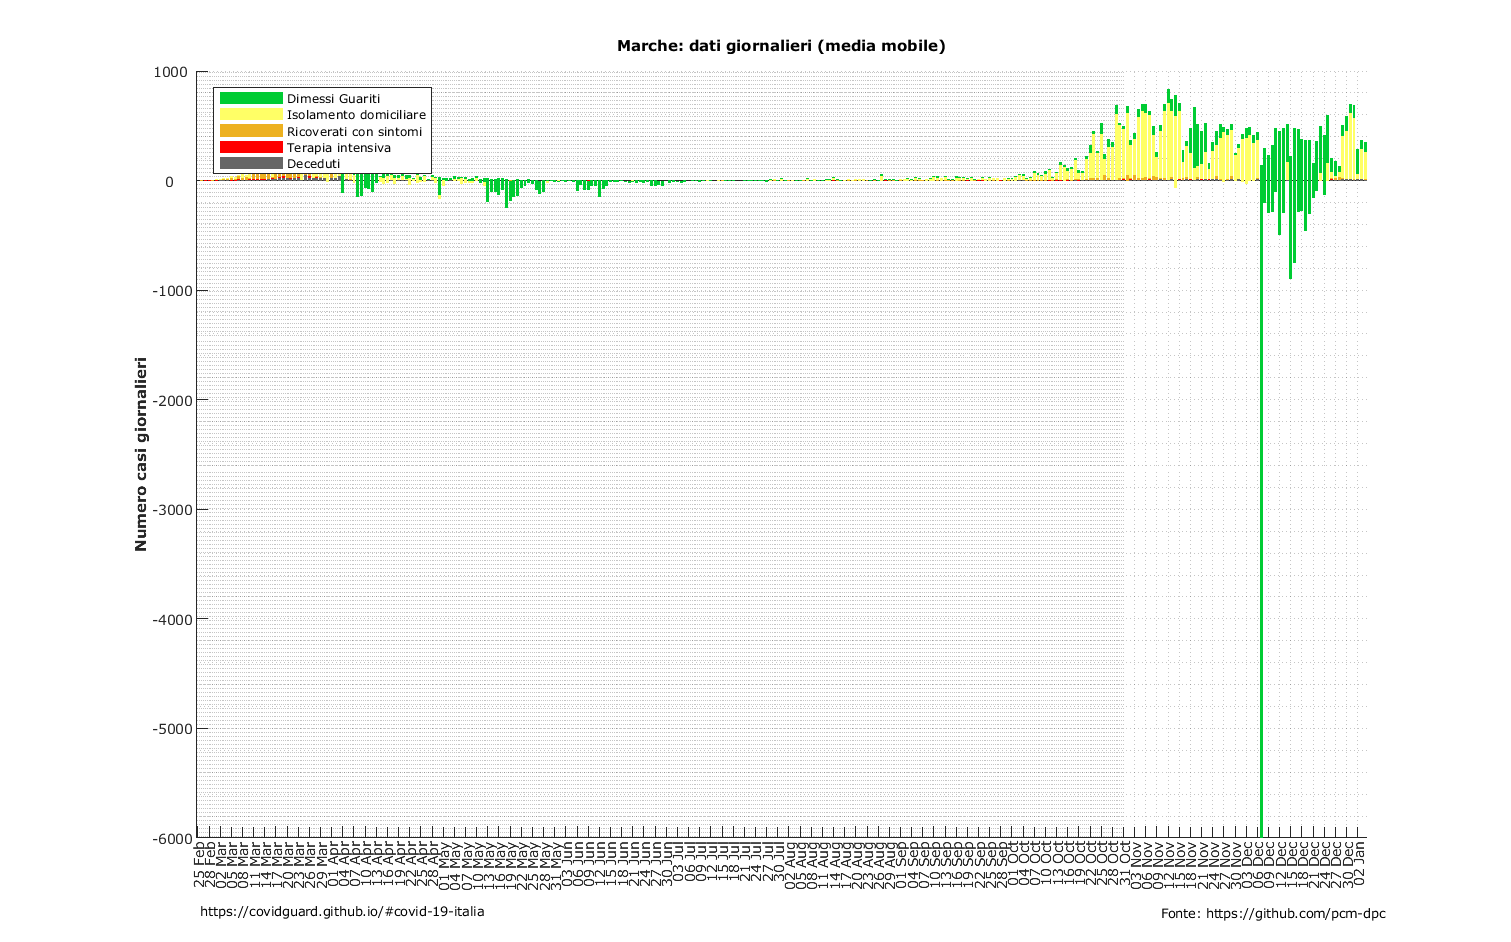 Marche: dati giornalieri (media mobile)
Numero casi giornalieri
1000
0
-1000
-2000
-3000
-4000
-5000
-6000
Dimessi Guariti
Isolamento domiciliare
Ricoverati con sintomi
Terapia intensiva
Deceduti
25 Feb
28 Feb
02 Mar
05 Mar
08 Mar
11 Mar
14 Mar
17 Mar
20 Mar
23 Mar
26 Mar
29 Mar
01 Apr
04 Apr
07 Apr
10 Apr
13 Apr
16 Apr
19 Apr
22 Apr
25 Apr
28 Apr
01 May
04 May
07 May
10 May
13 May
16 May
19 May
22 May
25 May
28 May
31 May
03 Jun
06 Jun
09 Jun
12 Jun
15 Jun
18 Jun
21 Jun
24 Jun
27 Jun
30 Jun
03 Jul
06 Jul
09 Jul
12 Jul
15 Jul
18 Jul
21 Jul
24 Jul
27 Jul
30 Jul
02 Aug
05 Aug
08 Aug
11 Aug
14 Aug
17 Aug
20 Aug
23 Aug
26 Aug
29 Aug
01 Sep
04 Sep
07 Sep
10 Sep
13 Sep
16 Sep
19 Sep
22 Sep
25 Sep
28 Sep
01 Oct
04 Oct
07 Oct
10 Oct
13 Oct
16 Oct
19 Oct
22 Oct
25 Oct
28 Oct
31 Oct
03 Nov
06 Nov
09 Nov
12 Nov
15 Nov
18 Nov
21 Nov
24 Nov
27 Nov
30 Nov
03 Dec
06 Dec
09 Dec
12 Dec
15 Dec
18 Dec
21 Dec
24 Dec
27 Dec
30 Dec
02 Jan
https://covidguard.github.io/#covid-19-italia
Fonte: https://github.com/pcm-dpc